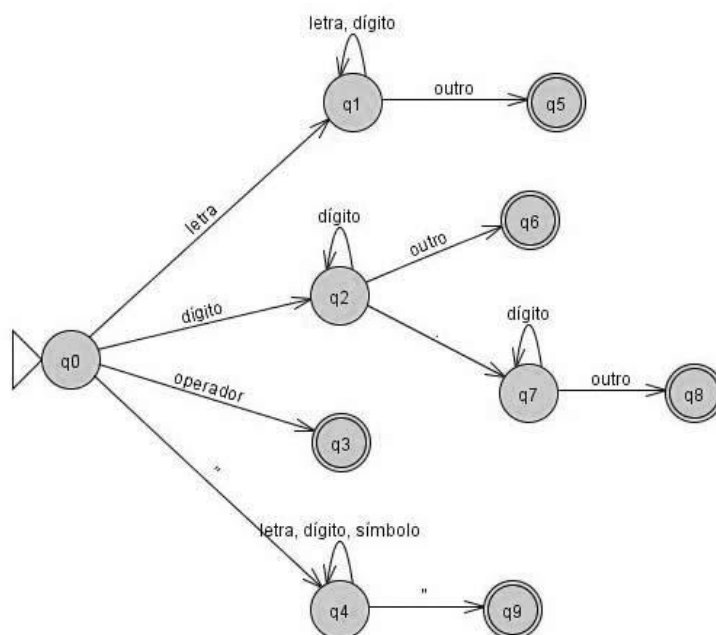 letra, dígito
q1
outro
q5
letra
dígito
q2
outro
q6
dígito
.
dígito
q7
outro
q8
q0
operador
q3
"
letra, dígito, símbolo
q4
"
q9